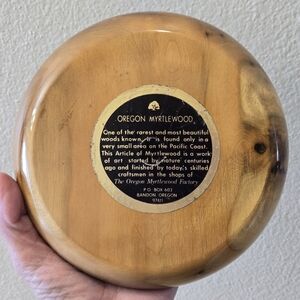 OREGON MYRTLEWOOD
One of the rarest and most beautiful
woods known, it is found only in a
very small area on the Pacific Coast.
This Article of Myrtlewood is a work
of art started by nature centuries
ago and finished by today's skilled
craftsmen in the shops of
The Oregon Myrtlewood Factory
P.O. BOX 603
BANDON, OREGON
97411